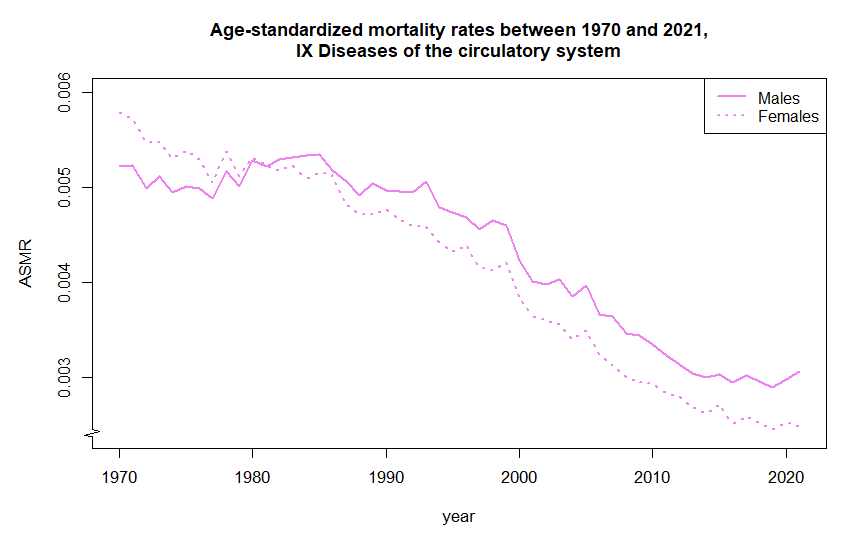 Age-standardized mortality rates between 1970 and 2021,
IX Diseases of the circulatory system
Males
Females
ASMR
0.006
0.005
0.004
0.003
1970 1980 1990 2000 2010 2020
year